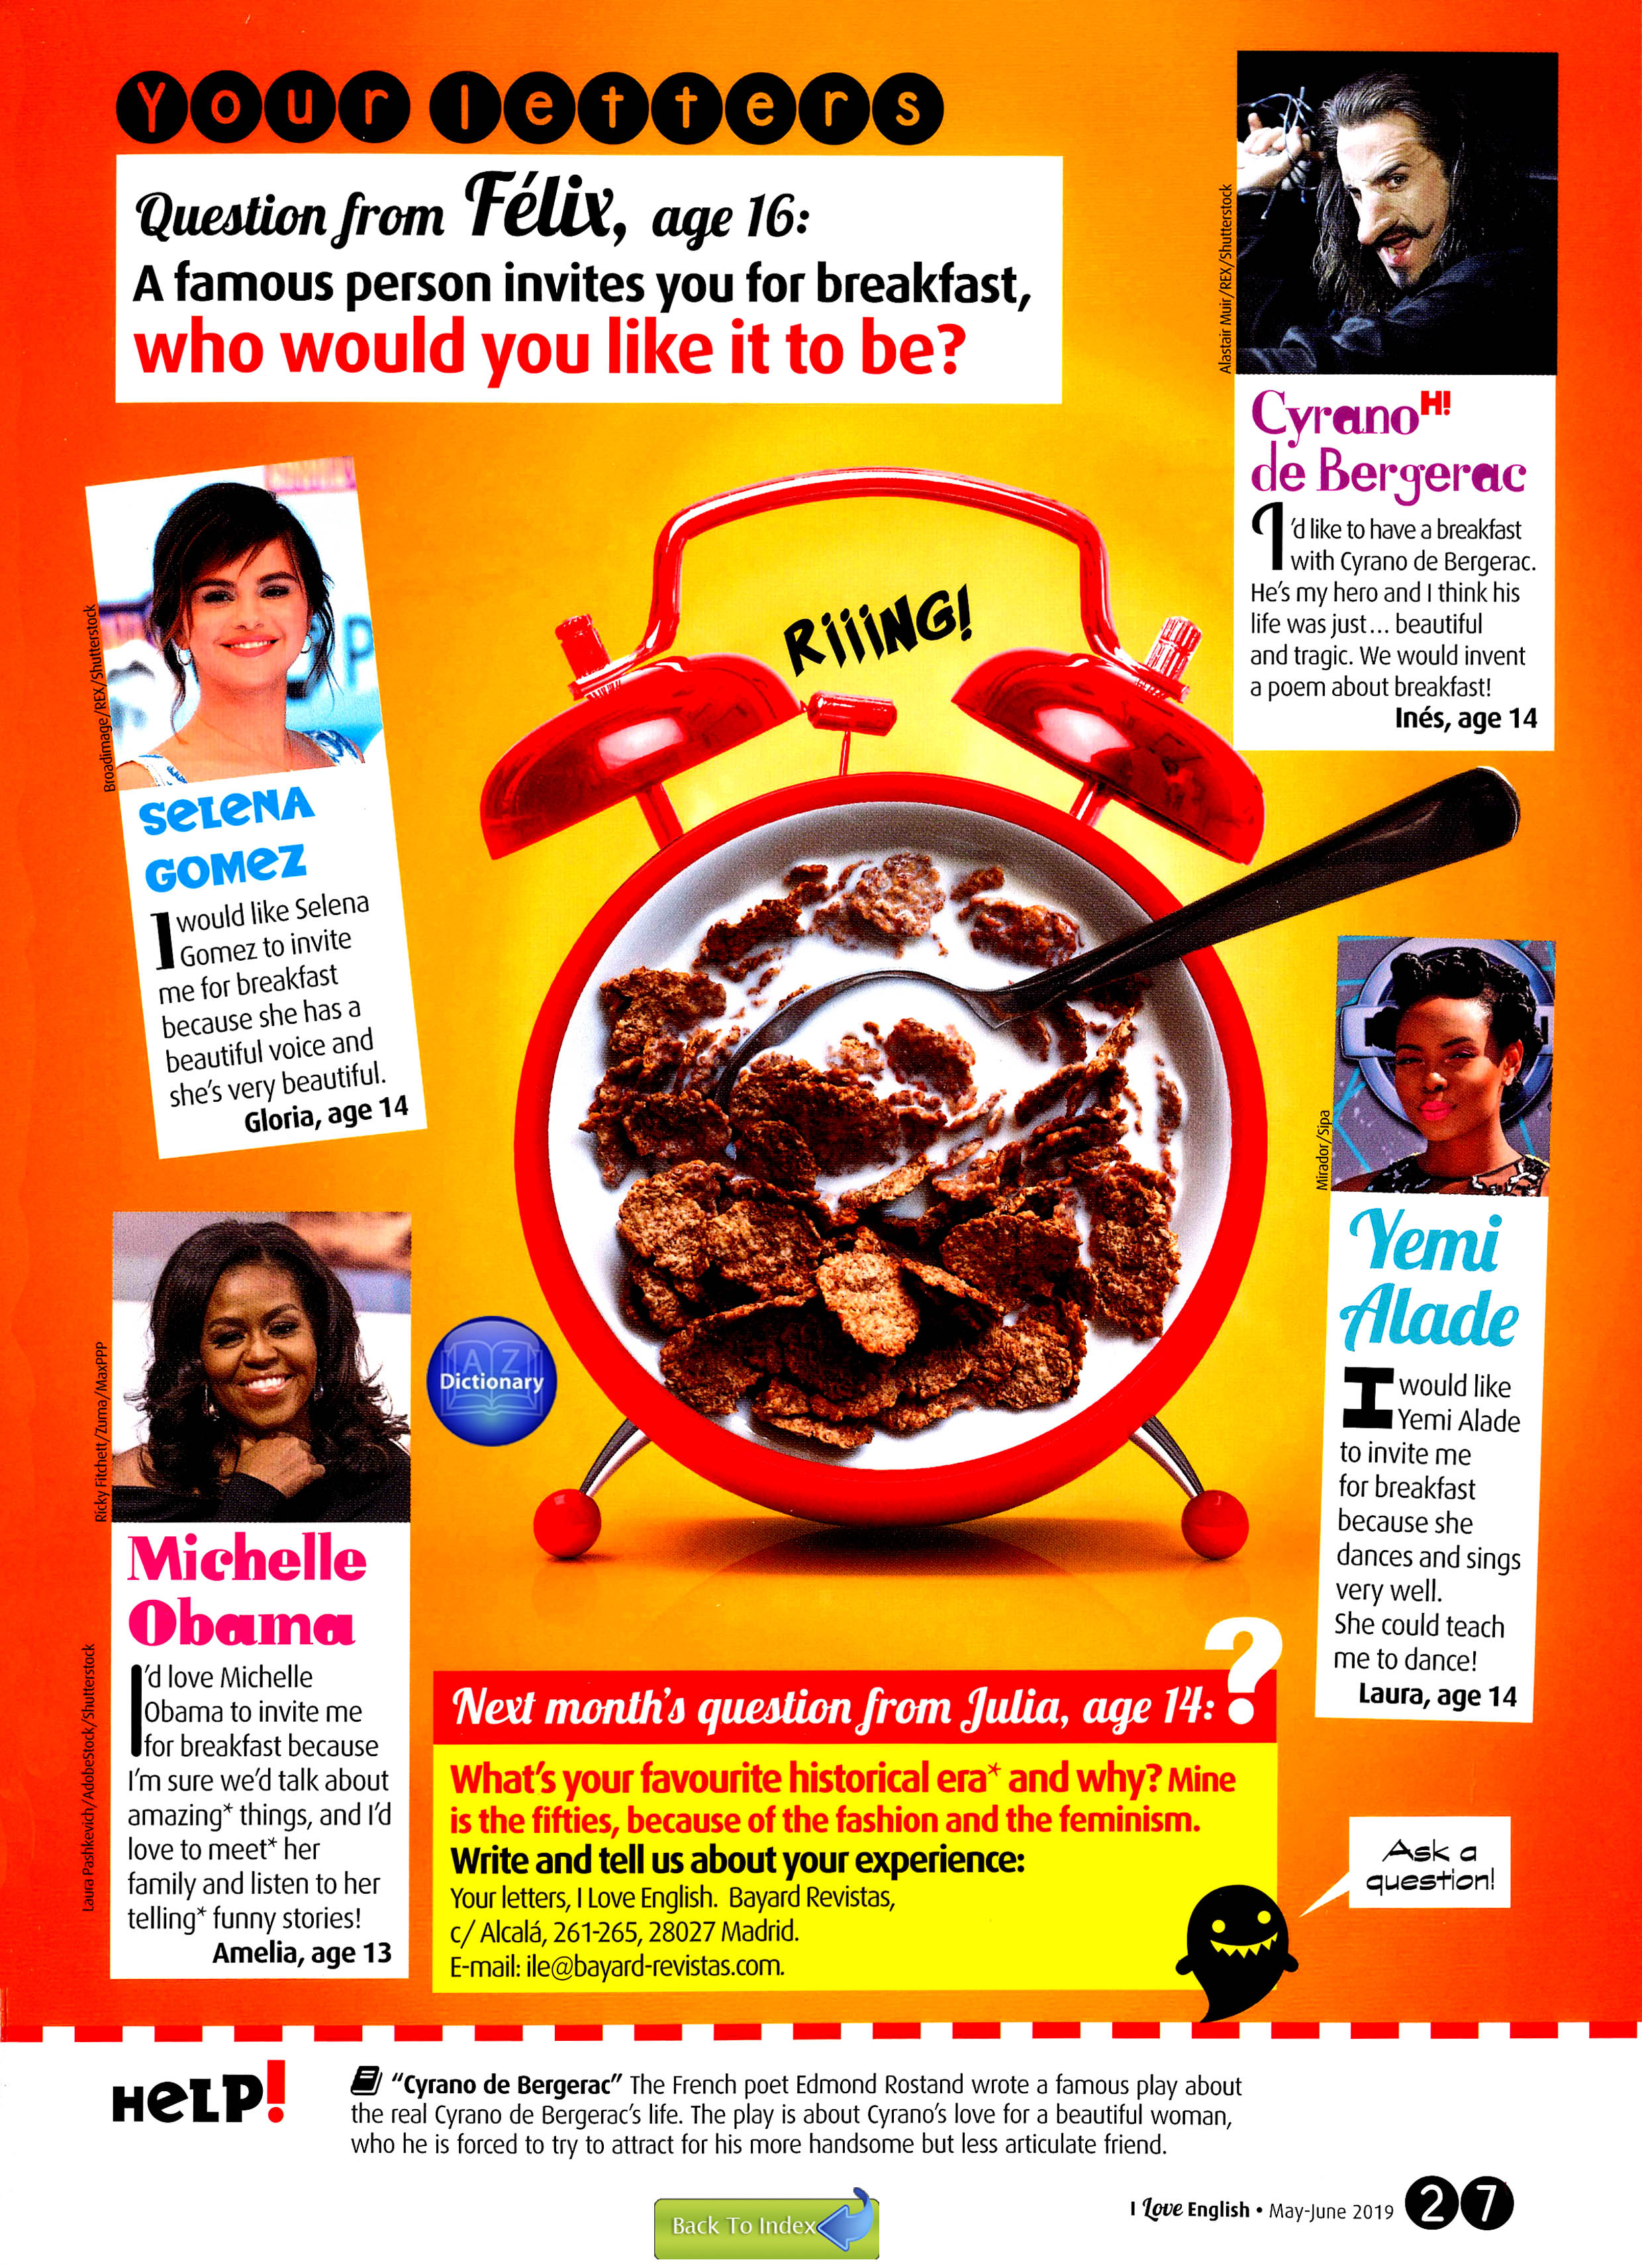 Your letters
Question from Félix, age 16:
A famous person invites you for breakfast,
who would you like it to be?
Alastair Muir/REX/Shutterstock
Cyrano H!
de Bergerac
I'd like to have a breakfast
with Cyrano de Bergerac.
He's my hero and I think his
life was just... beautiful
and tragic. We would invent
a poem about breakfast!
Inés, age 14
RiiiNG!
Broadimage/REX/Shutterstock
SeLeNA
GOMeZ
I would like Selena
Gomez to invite
me for breakfast
because she has a
beautiful voice and
she's very beautiful.
Gloria, age 14
Mirador/Sipa
Yemi
Alade
I would like
Yemi Alade
to invite me
for breakfast
because she
dances and sings
very well.
She could teach
me to dance!
Laura, age 14
Ricky Fitchett/Zuma/MaxPPP
A Z
Dictionary
Michelle
Obama
I'd love Michelle
Obama to invite me
for breakfast because
I'm sure we'd talk about
amazing* things, and I'd
love to meet* her
family and listen to her
telling* funny stories!
Amelia, age 13
Laura Pashkevich/AdobeStock/Shutterstock
Next month's question from Julia, age 14: ?
What's your favourite historical era* and why? Mine
is the fifties, because of the fashion and the feminism.
Write and tell us about your experience:
Your letters, I Love English. Bayard Revistas,
c/ Alcalá, 261-265, 28027 Madrid.
E-mail: ile@bayard-revistas.com.
Ask a
question!
HeLP!
"Cyrano de Bergerac" The French poet Edmond Rostand wrote a famous play about
the real Cyrano de Bergerac's life. The play is about Cyrano's love for a beautiful woman,
who he is forced to try to attract for his more handsome but less articulate friend.
Back To Index
I Love English • May-June 2019 27